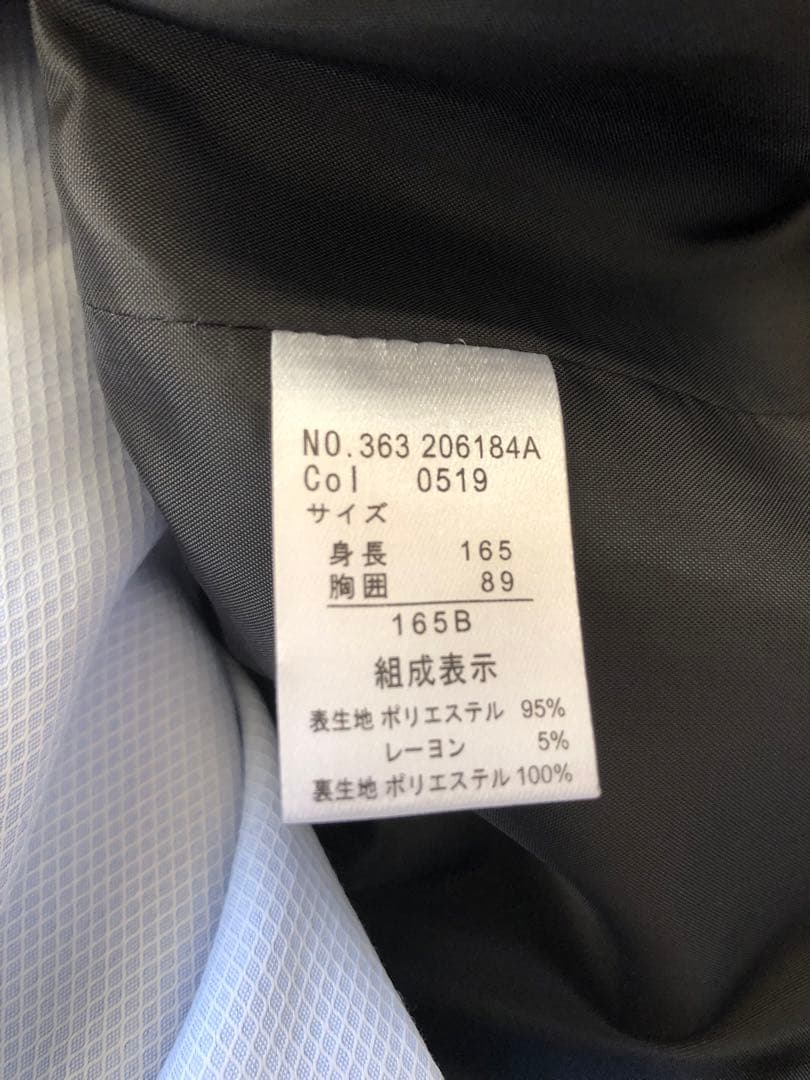 NO.363 206184A
Col 0519
サイズ
身長 165
胸囲 89
165B
組成表示
表生地 ポリエステル 95%
レーヨン 5%
裏生地 ポリエステル 100%